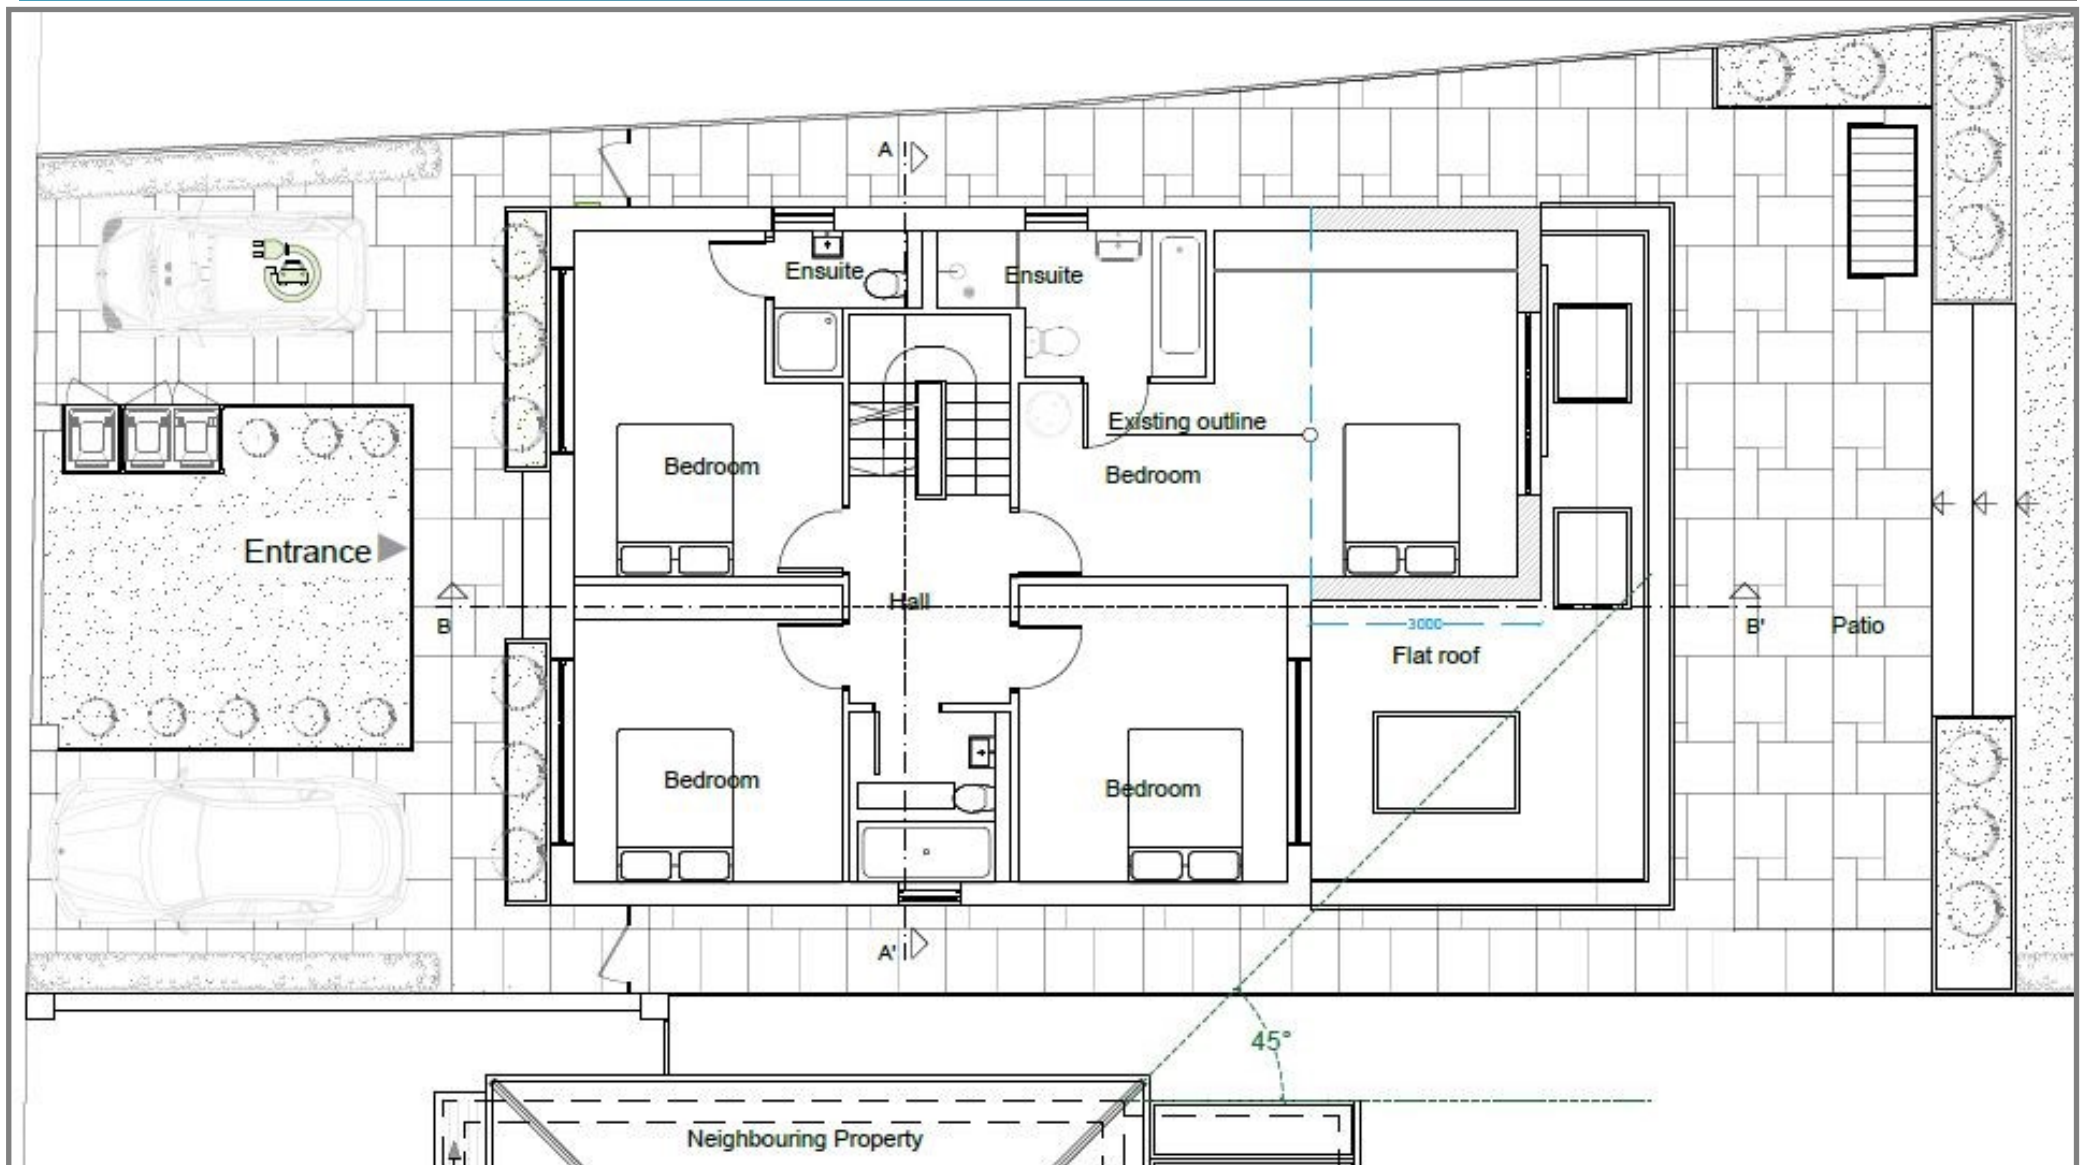 A
Ensuite
Ensuite
Existing outline
Bedroom
Bedroom
Entrance
Hall
B
3000
B'
Patio
Flat roof
Bedroom
Bedroom
A'
45°
Neighbouring Property